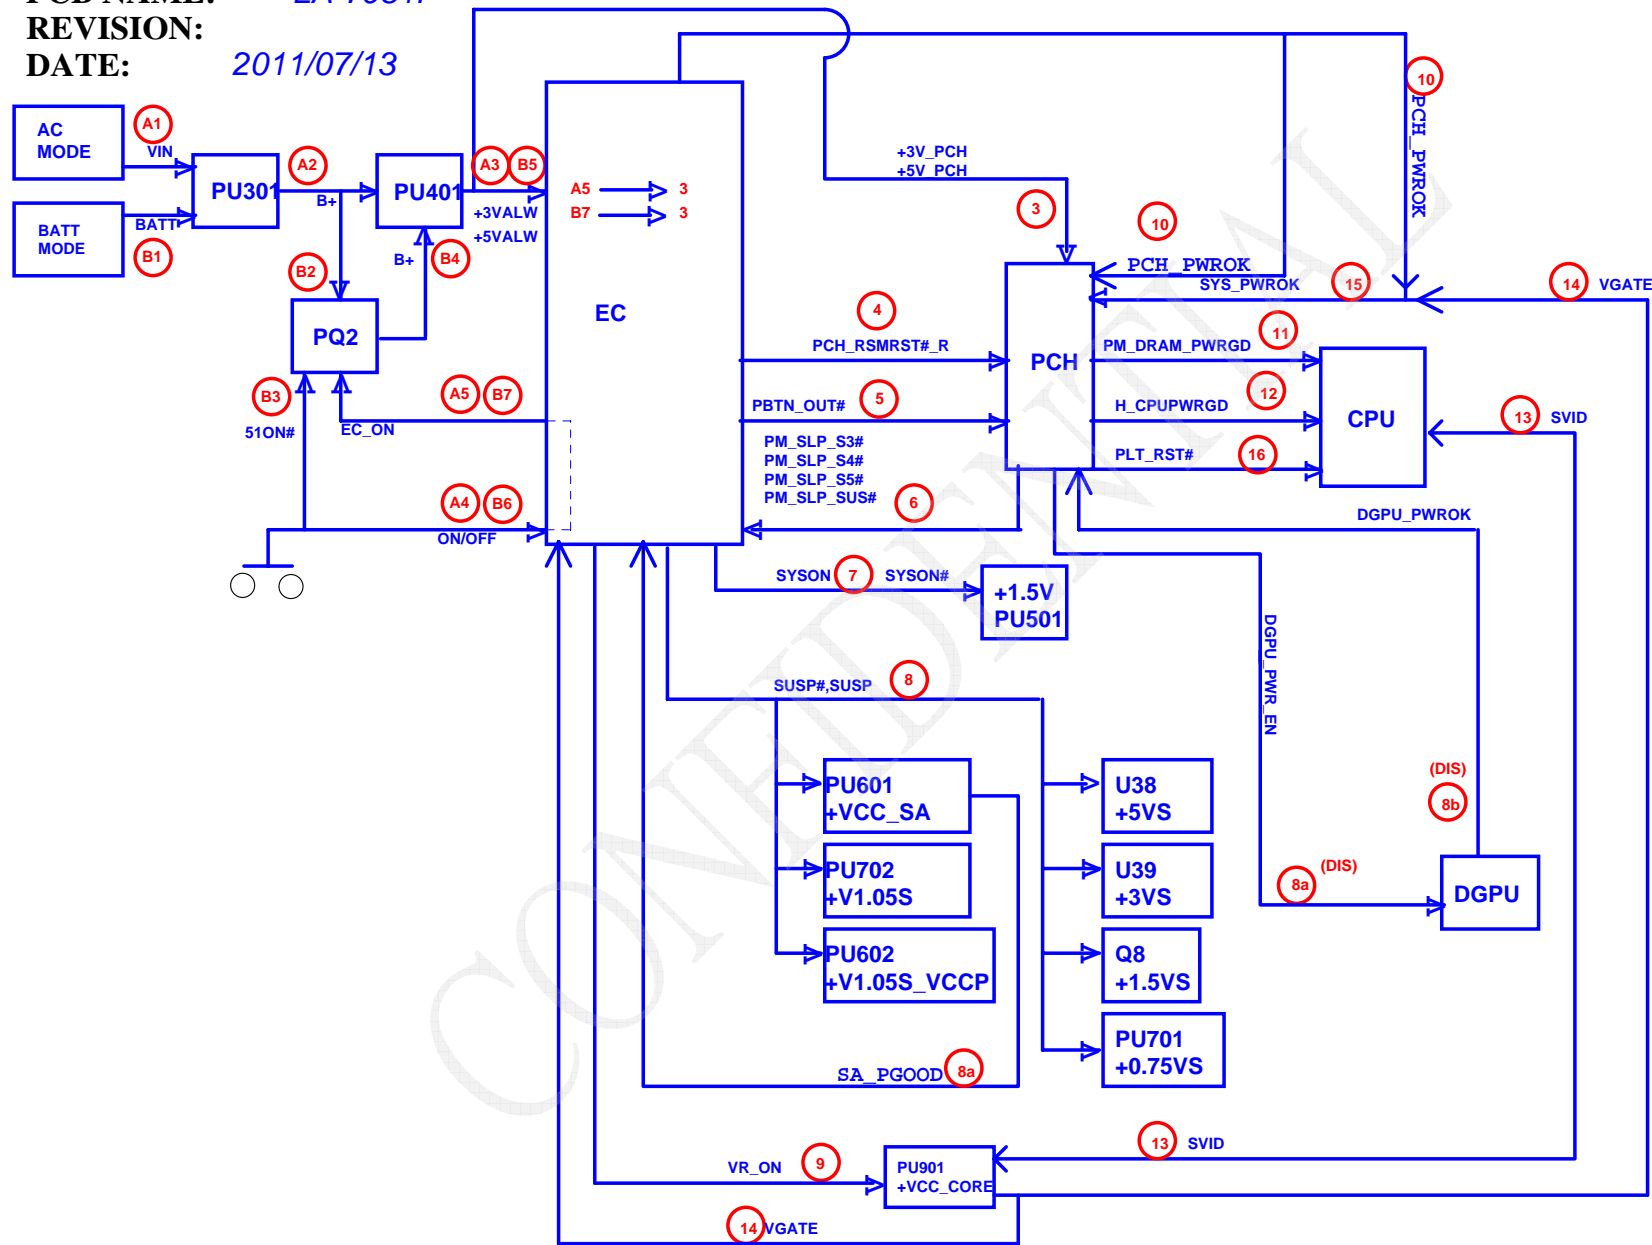 REVISION:
DATE: 2011/07/13
AC
MODE
A1
VIN
BATT
MODE
BATT
B1
PU301
A2
B+
PU401
A3 B5
+3VALW
+5VALW
B2
B+
B4
PQ2
B3
51ON#
A5 B7
EC_ON
A4 B6
ON/OFF
A5 3
B7 3
EC
+3V_PCH
+5V_PCH
3
10
PCH_PWROK
10
PCH_PWROK
SYS_PWROK
15
14 VGATE
4
PCH_RSMRST#_R
PCH
11
PM_DRAM_PWRGD
12
H_CPUPWRGD
CPU
13 SVID
PBTN_OUT# 5
PM_SLP_S3#
PM_SLP_S4#
PM_SLP_S5#
PM_SLP_SUS#
6
PLT_RST# 16
DGPU_PWROK
SYSON 7 SYSON#
+1.5V
PU501
DGPU_PWR_EN
SUSP#,SUSP 8
PU601
+VCC_SA
PU702
+V1.05S
PU602
+V1.05S_VCCP
U38
+5VS
U39
+3VS
Q8
+1.5VS
PU701
+0.75VS
(DIS)
8b
8a (DIS)
DGPU
SA_PGOOD 8a
VR_ON 9
PU901
+VCC_CORE
13 SVID
14 VGATE
CONFIDENTIAL